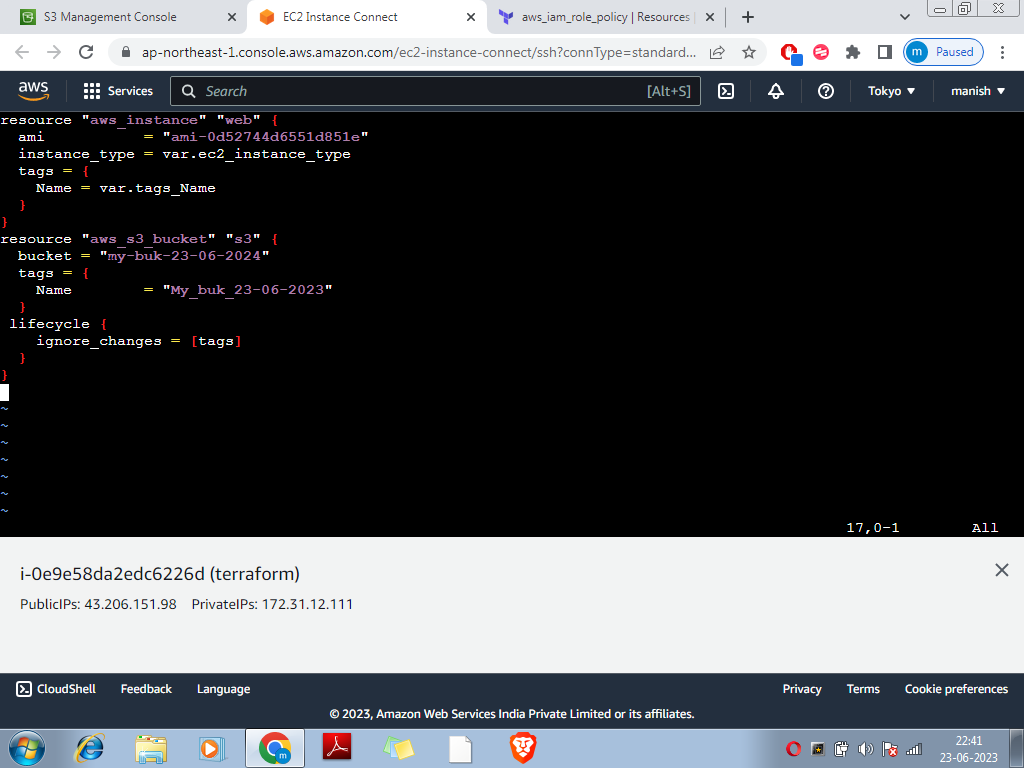 S3 Management Console
EC2 Instance Connect
aws_iam_role_policy | Resources
ap-northeast-1.console.aws.amazon.com/ec2-instance-connect/ssh?connType=standard...
m Paused
aws
Services
Search
[Alt+S]
Tokyo
manish
resource "aws_instance" "web" {
  ami           = "ami-0d52744d6551d851e"
  instance_type = var.ec2_instance_type
  tags = {
    Name = var.tags_Name
  }
}
resource "aws_s3_bucket" "s3" {
  bucket = "my-buk-23-06-2024"
  tags = {
    Name        = "My_buk_23-06-2023"
  }
 lifecycle {
    ignore_changes = [tags]
  }
}
~
~
~
~
~
~
~
17,0-1 All
i-0e9e58da2edc6226d (terraform)
PublicIPs: 43.206.151.98 PrivateIPs: 172.31.12.111
CloudShell Feedback Language Privacy Terms Cookie preferences
© 2023, Amazon Web Services India Private Limited or its affiliates.
m
22:41
23-06-2023